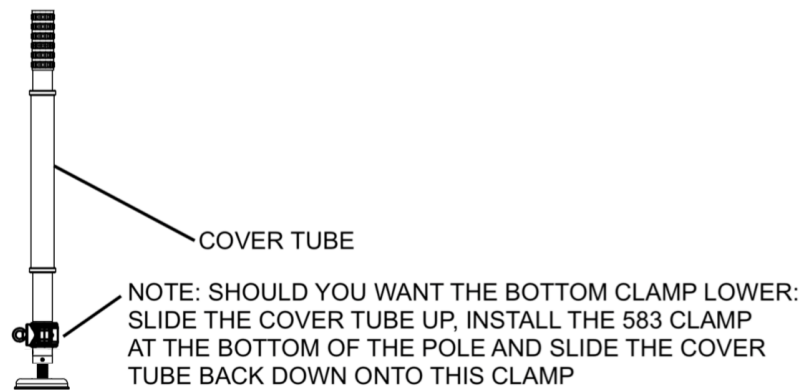 COVER TUBE
NOTE: SHOULD YOU WANT THE BOTTOM CLAMP LOWER:
SLIDE THE COVER TUBE UP, INSTALL THE 583 CLAMP
AT THE BOTTOM OF THE POLE AND SLIDE THE COVER
TUBE BACK DOWN ONTO THIS CLAMP